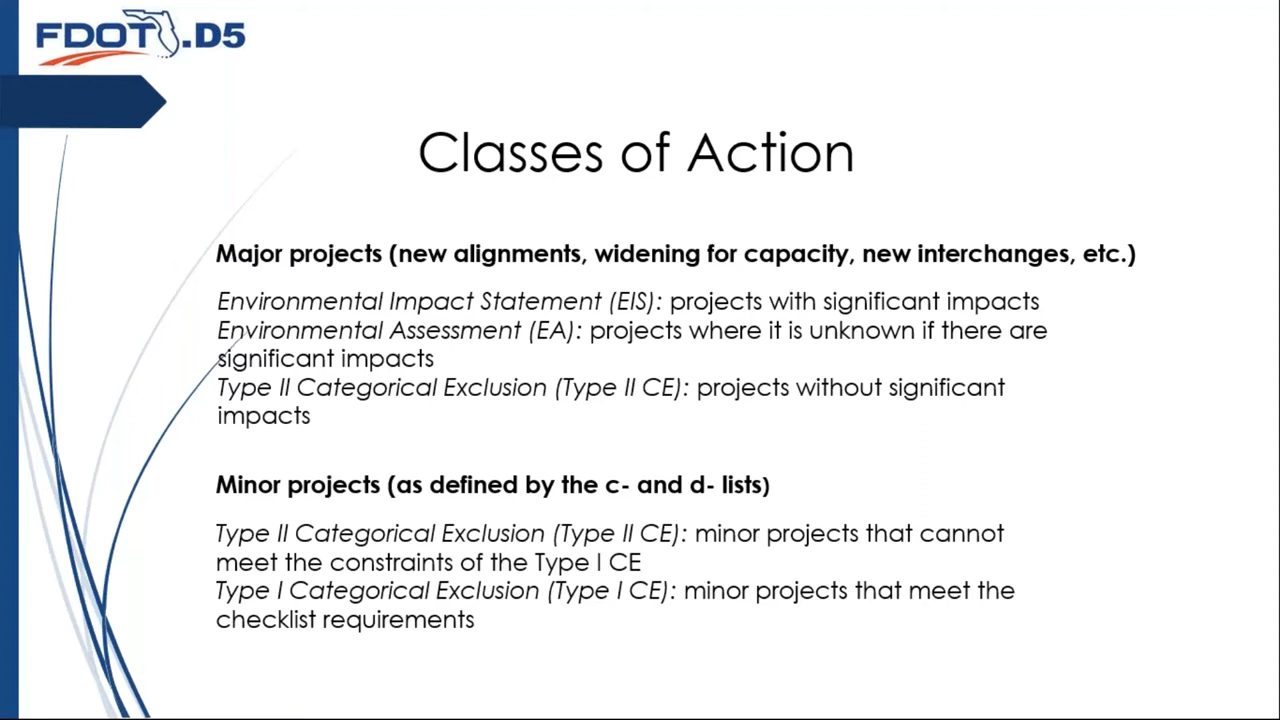 FDOT.D5
Classes of Action
Major projects (new alignments, widening for capacity, new interchanges, etc.)
Environmental Impact Statement (EIS): projects with significant impacts
Environmental Assessment (EA): projects where it is unknown if there are
significant impacts
Type II Categorical Exclusion (Type II CE): projects without significant
impacts
Minor projects (as defined by the c- and d- lists)
Type II Categorical Exclusion (Type II CE): minor projects that cannot
meet the constraints of the Type I CE
Type I Categorical Exclusion (Type I CE): minor projects that meet the
checklist requirements